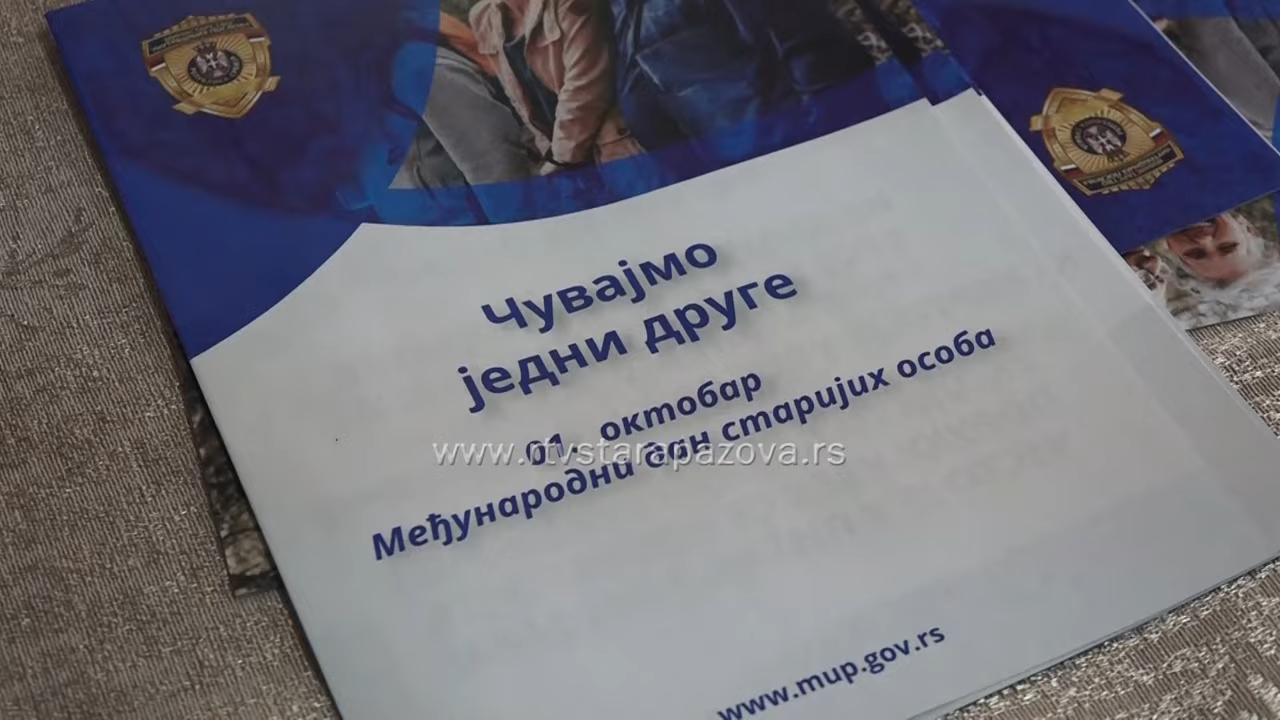 Чувајмо
једни друге
01. октобар
Међународни дан старијих особа
www.rtvstarapazova.rs
www.mup.gov.rs